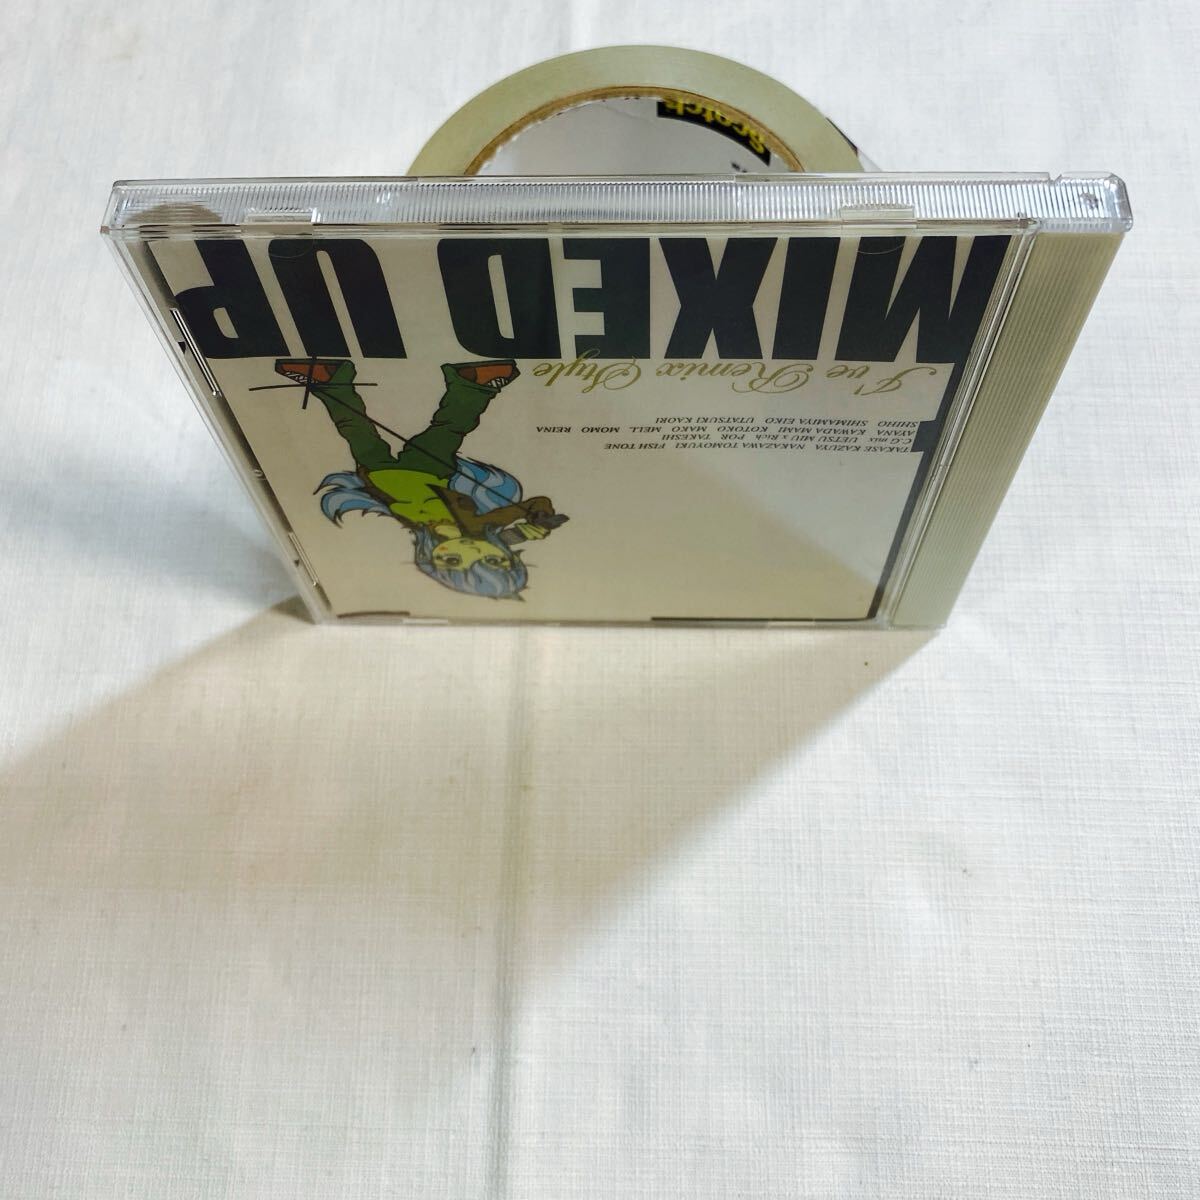 MIXED UP
I've Remix Style
TAKASE KAZUYA NAKAZAWA TOMOYUKI FISH TONE
C.G mix UETSU MIU x Rich POR TAKESHI
AYANA KAWADA MAMI KOTOKO MAKO MELL MOMO REINA
SHIHO SHIMAMIYA EIKO UTATSUKI KAORI
Scotch